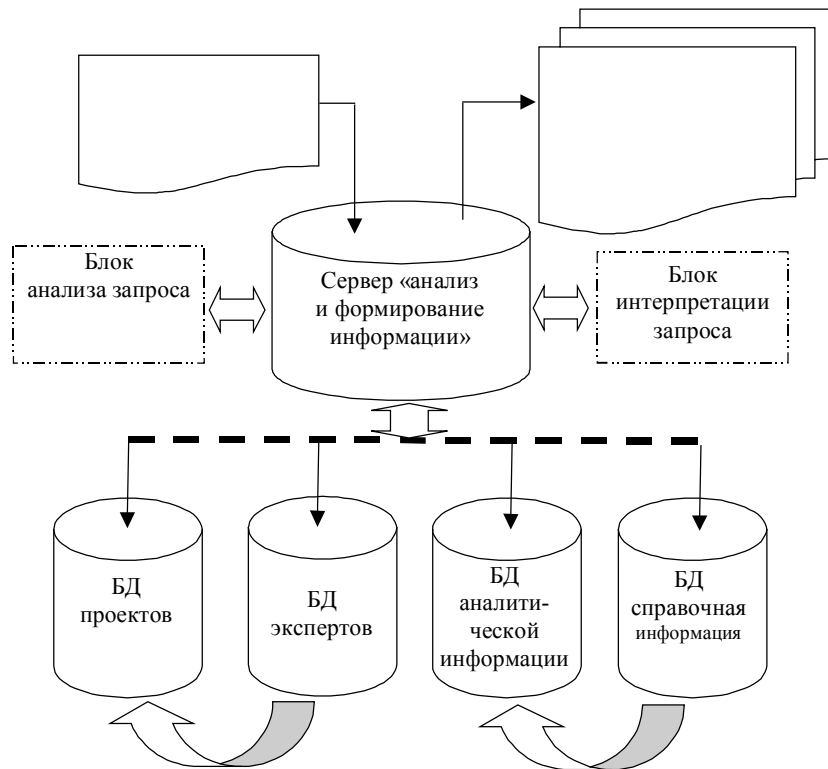 Блок
анализа запроса
Сервер «анализ
и формирование
информации»
Блок
интерпретации
запроса
БД
проектов
БД
экспертов
БД
аналити-
ческой
информации
БД
справочная
информация